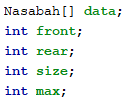 Nasabah[] data;
int front;
int rear;
int size;
int max;